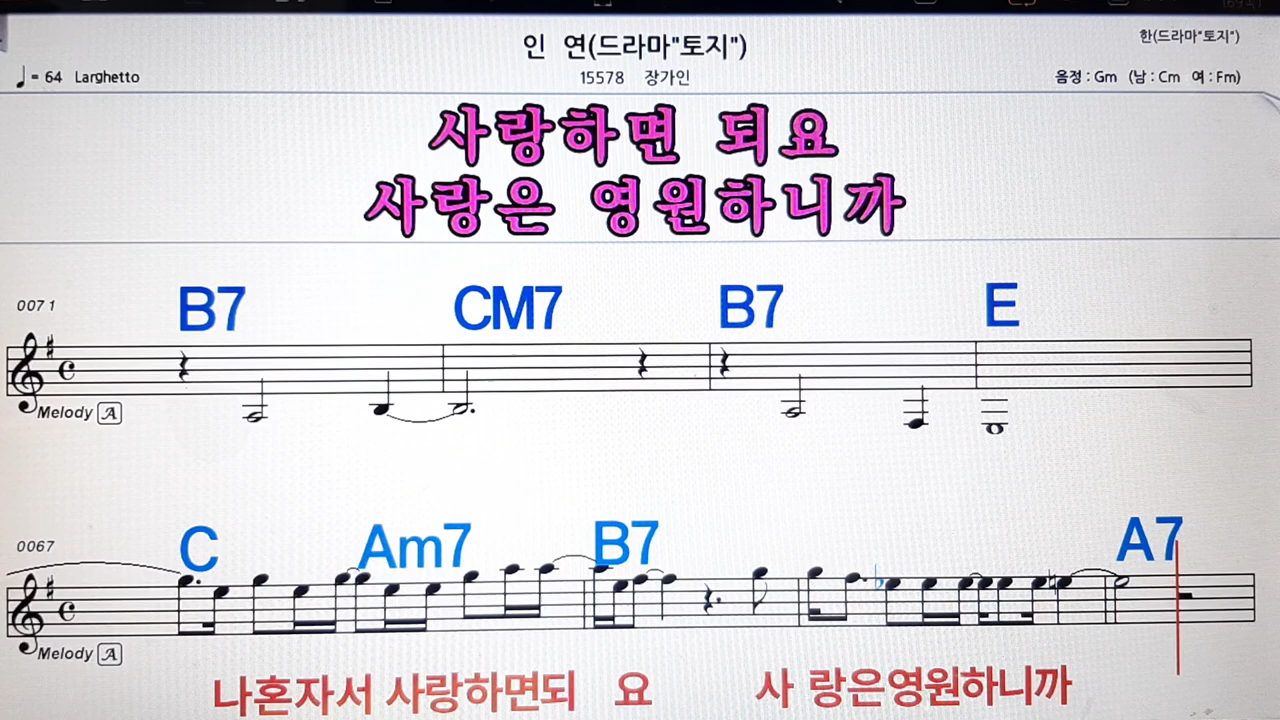 인 연(드라마"토지")
한(드라마"토지")
♩= 64 Larghetto
15578 장가인
음정 : Gm (남 : Cm 여 : Fm)
사랑하면 되요
사랑은 영원하니까
0071
B7 CM7 B7 E
Melody A
0067
C Am7 B7 A7
Melody A
나혼자서 사랑하면되 요 사 랑은영원하니까